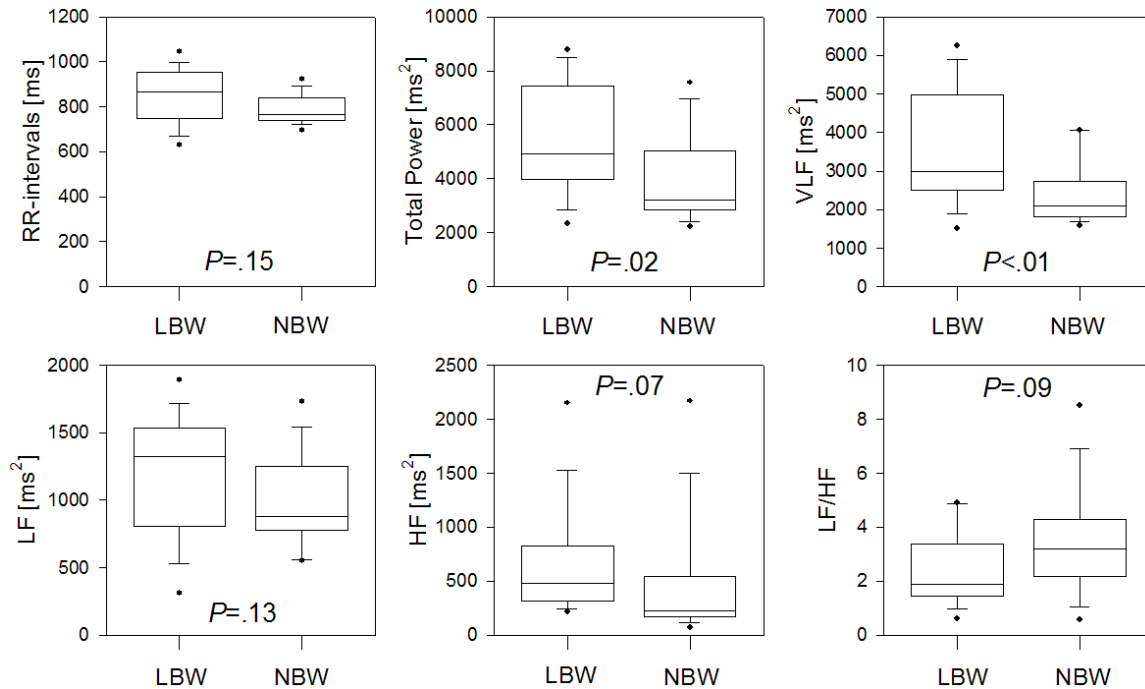 RR-intervals [ms]
1200
1000
800
600
400
200
0
P=.15
LBW NBW
Total Power [ms²]
10000
8000
6000
4000
2000
0
P=.02
LBW NBW
VLF [ms²]
7000
6000
5000
4000
3000
2000
1000
0
P<.01
LBW NBW
LF [ms²]
2000
1500
1000
500
0
P=.13
LBW NBW
HF [ms²]
2500
2000
1500
1000
500
0
P=.07
LBW NBW
LF/HF
10
8
6
4
2
0
P=.09
LBW NBW